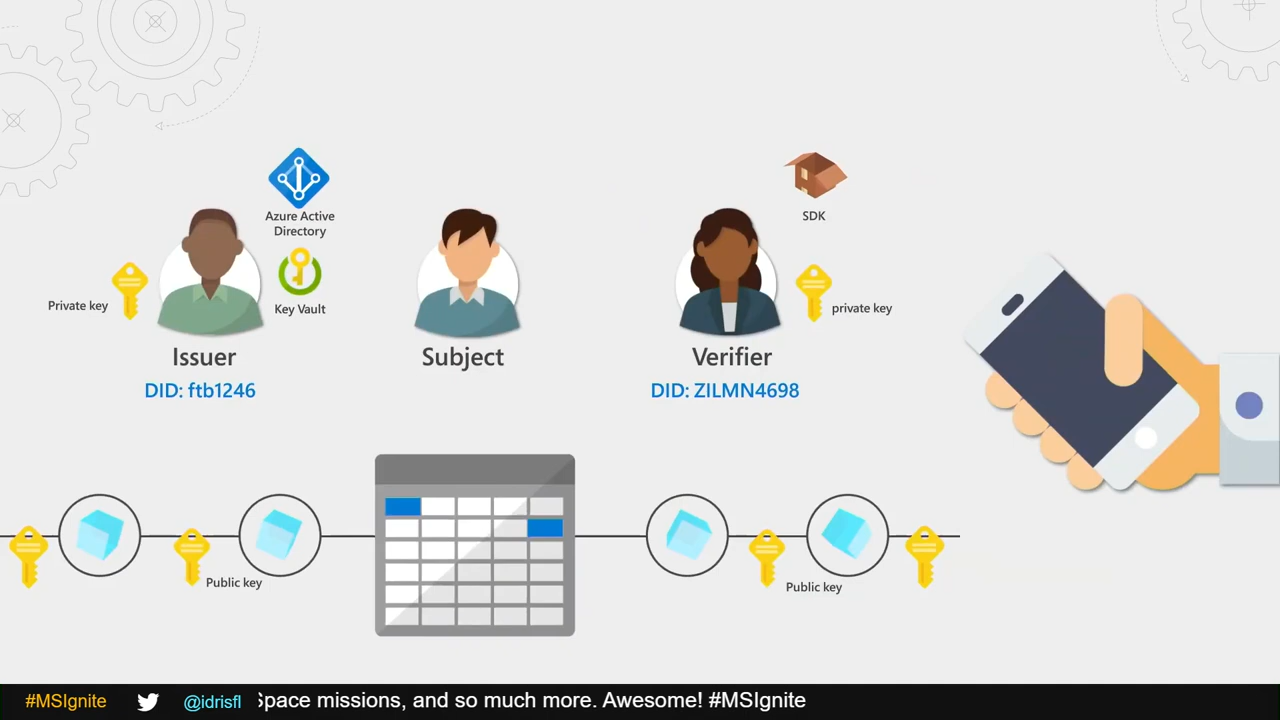 Azure Active
Directory
SDK
Private key
Key Vault
private key
Issuer
Subject
Verifier
DID: ftb1246
DID: ZILMN4698
Public key
Public key
#MSIgnite
@idrisfl
Space missions, and so much more. Awesome! #MSIgnite